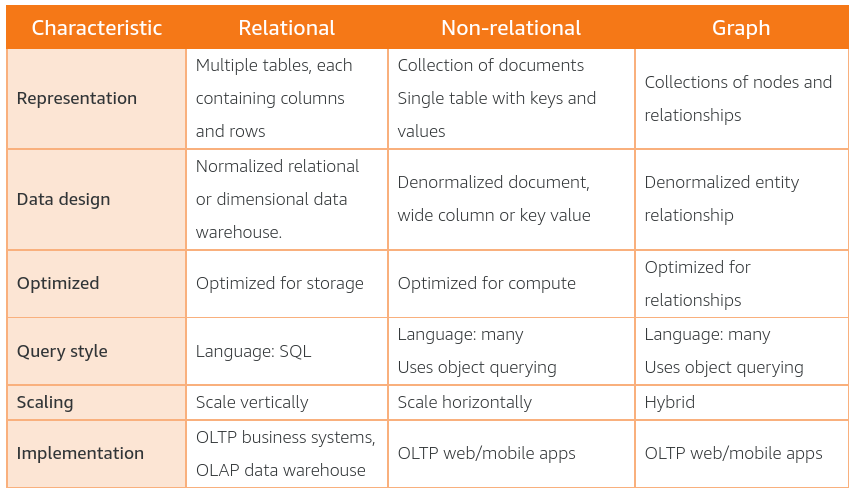 Characteristic Relational Non-relational Graph
Representation
Multiple tables, each
containing columns
and rows
Collection of documents
Single table with keys and
values
Collections of nodes and
relationships
Data design
Normalized relational
or dimensional data
warehouse.
Denormalized document,
wide column or key value
Denormalized entity
relationship
Optimized
Optimized for storage
Optimized for compute
Optimized for
relationships
Query style
Language: SQL
Language: many
Uses object querying
Language: many
Uses object querying
Scaling
Scale vertically
Scale horizontally
Hybrid
Implementation
OLTP business systems,
OLAP data warehouse
OLTP web/mobile apps
OLTP web/mobile apps